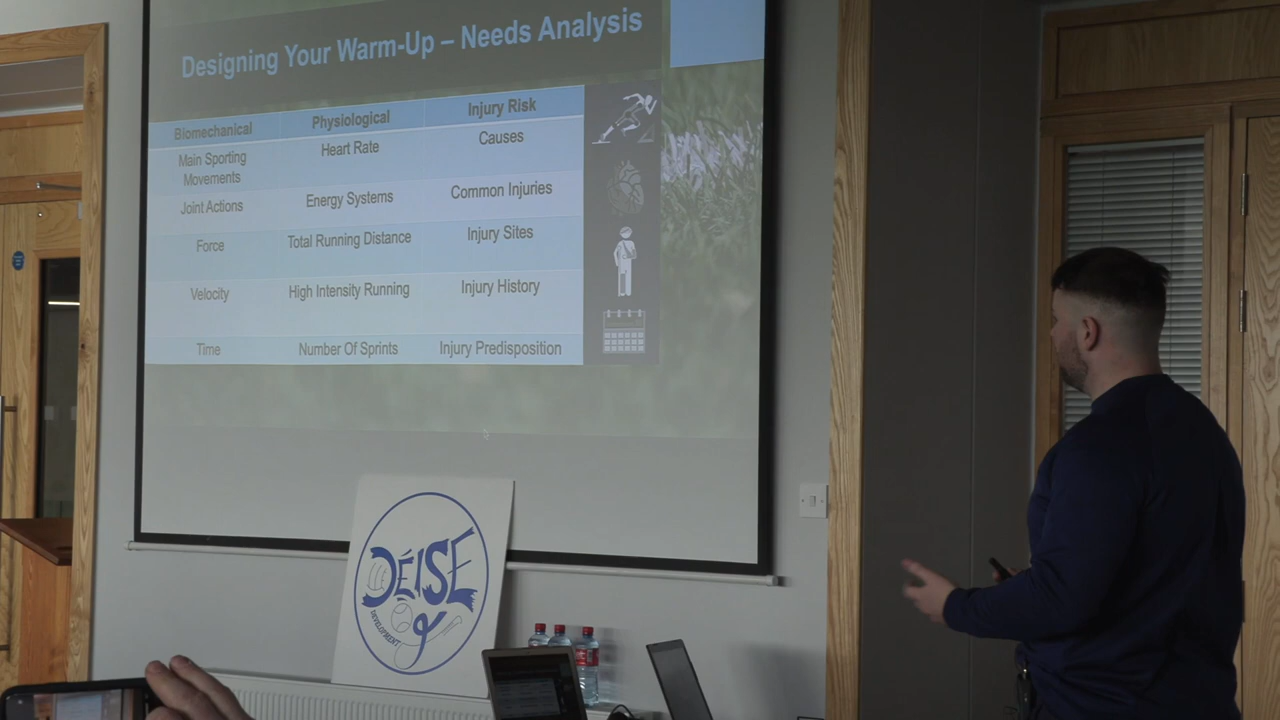 Designing Your Warm-Up – Needs Analysis
Biomechanical Physiological Injury Risk
Main Sporting Movements Heart Rate Causes
Joint Actions Energy Systems Common Injuries
Force Total Running Distance Injury Sites
Velocity High Intensity Running Injury History
Time Number Of Sprints Injury Predisposition
DÉISE
DEVELOPMENT